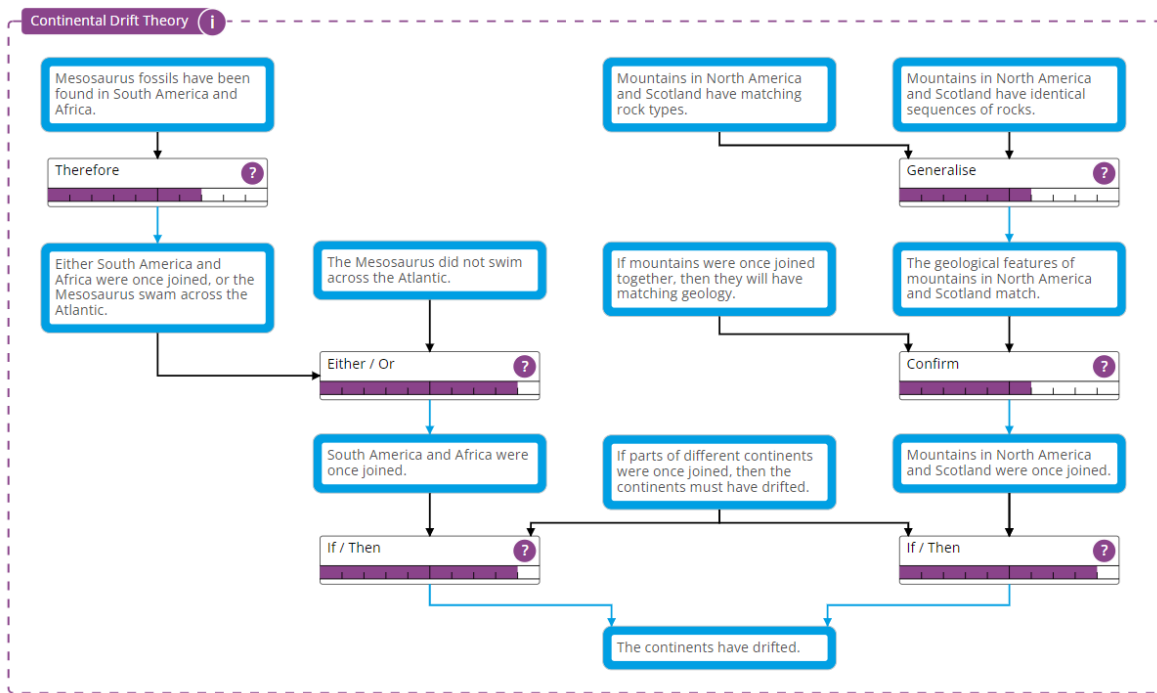 Continental Drift Theory
i
Mesosaurus fossils have been
found in South America and
Africa.
Mountains in North America
and Scotland have matching
rock types.
Mountains in North America
and Scotland have identical
sequences of rocks.
Therefore
?
Generalise
?
Either South America and
Africa were once joined, or the
Mesosaurus swam across the
Atlantic.
The Mesosaurus did not swim
across the Atlantic.
If mountains were once joined
together, then they will have
matching geology.
The geological features of
mountains in North America
and Scotland match.
Either / Or
?
Confirm
?
South America and Africa were
once joined.
If parts of different continents
were once joined, then the
continents must have drifted.
Mountains in North America
and Scotland were once joined.
If / Then
?
If / Then
?
The continents have drifted.